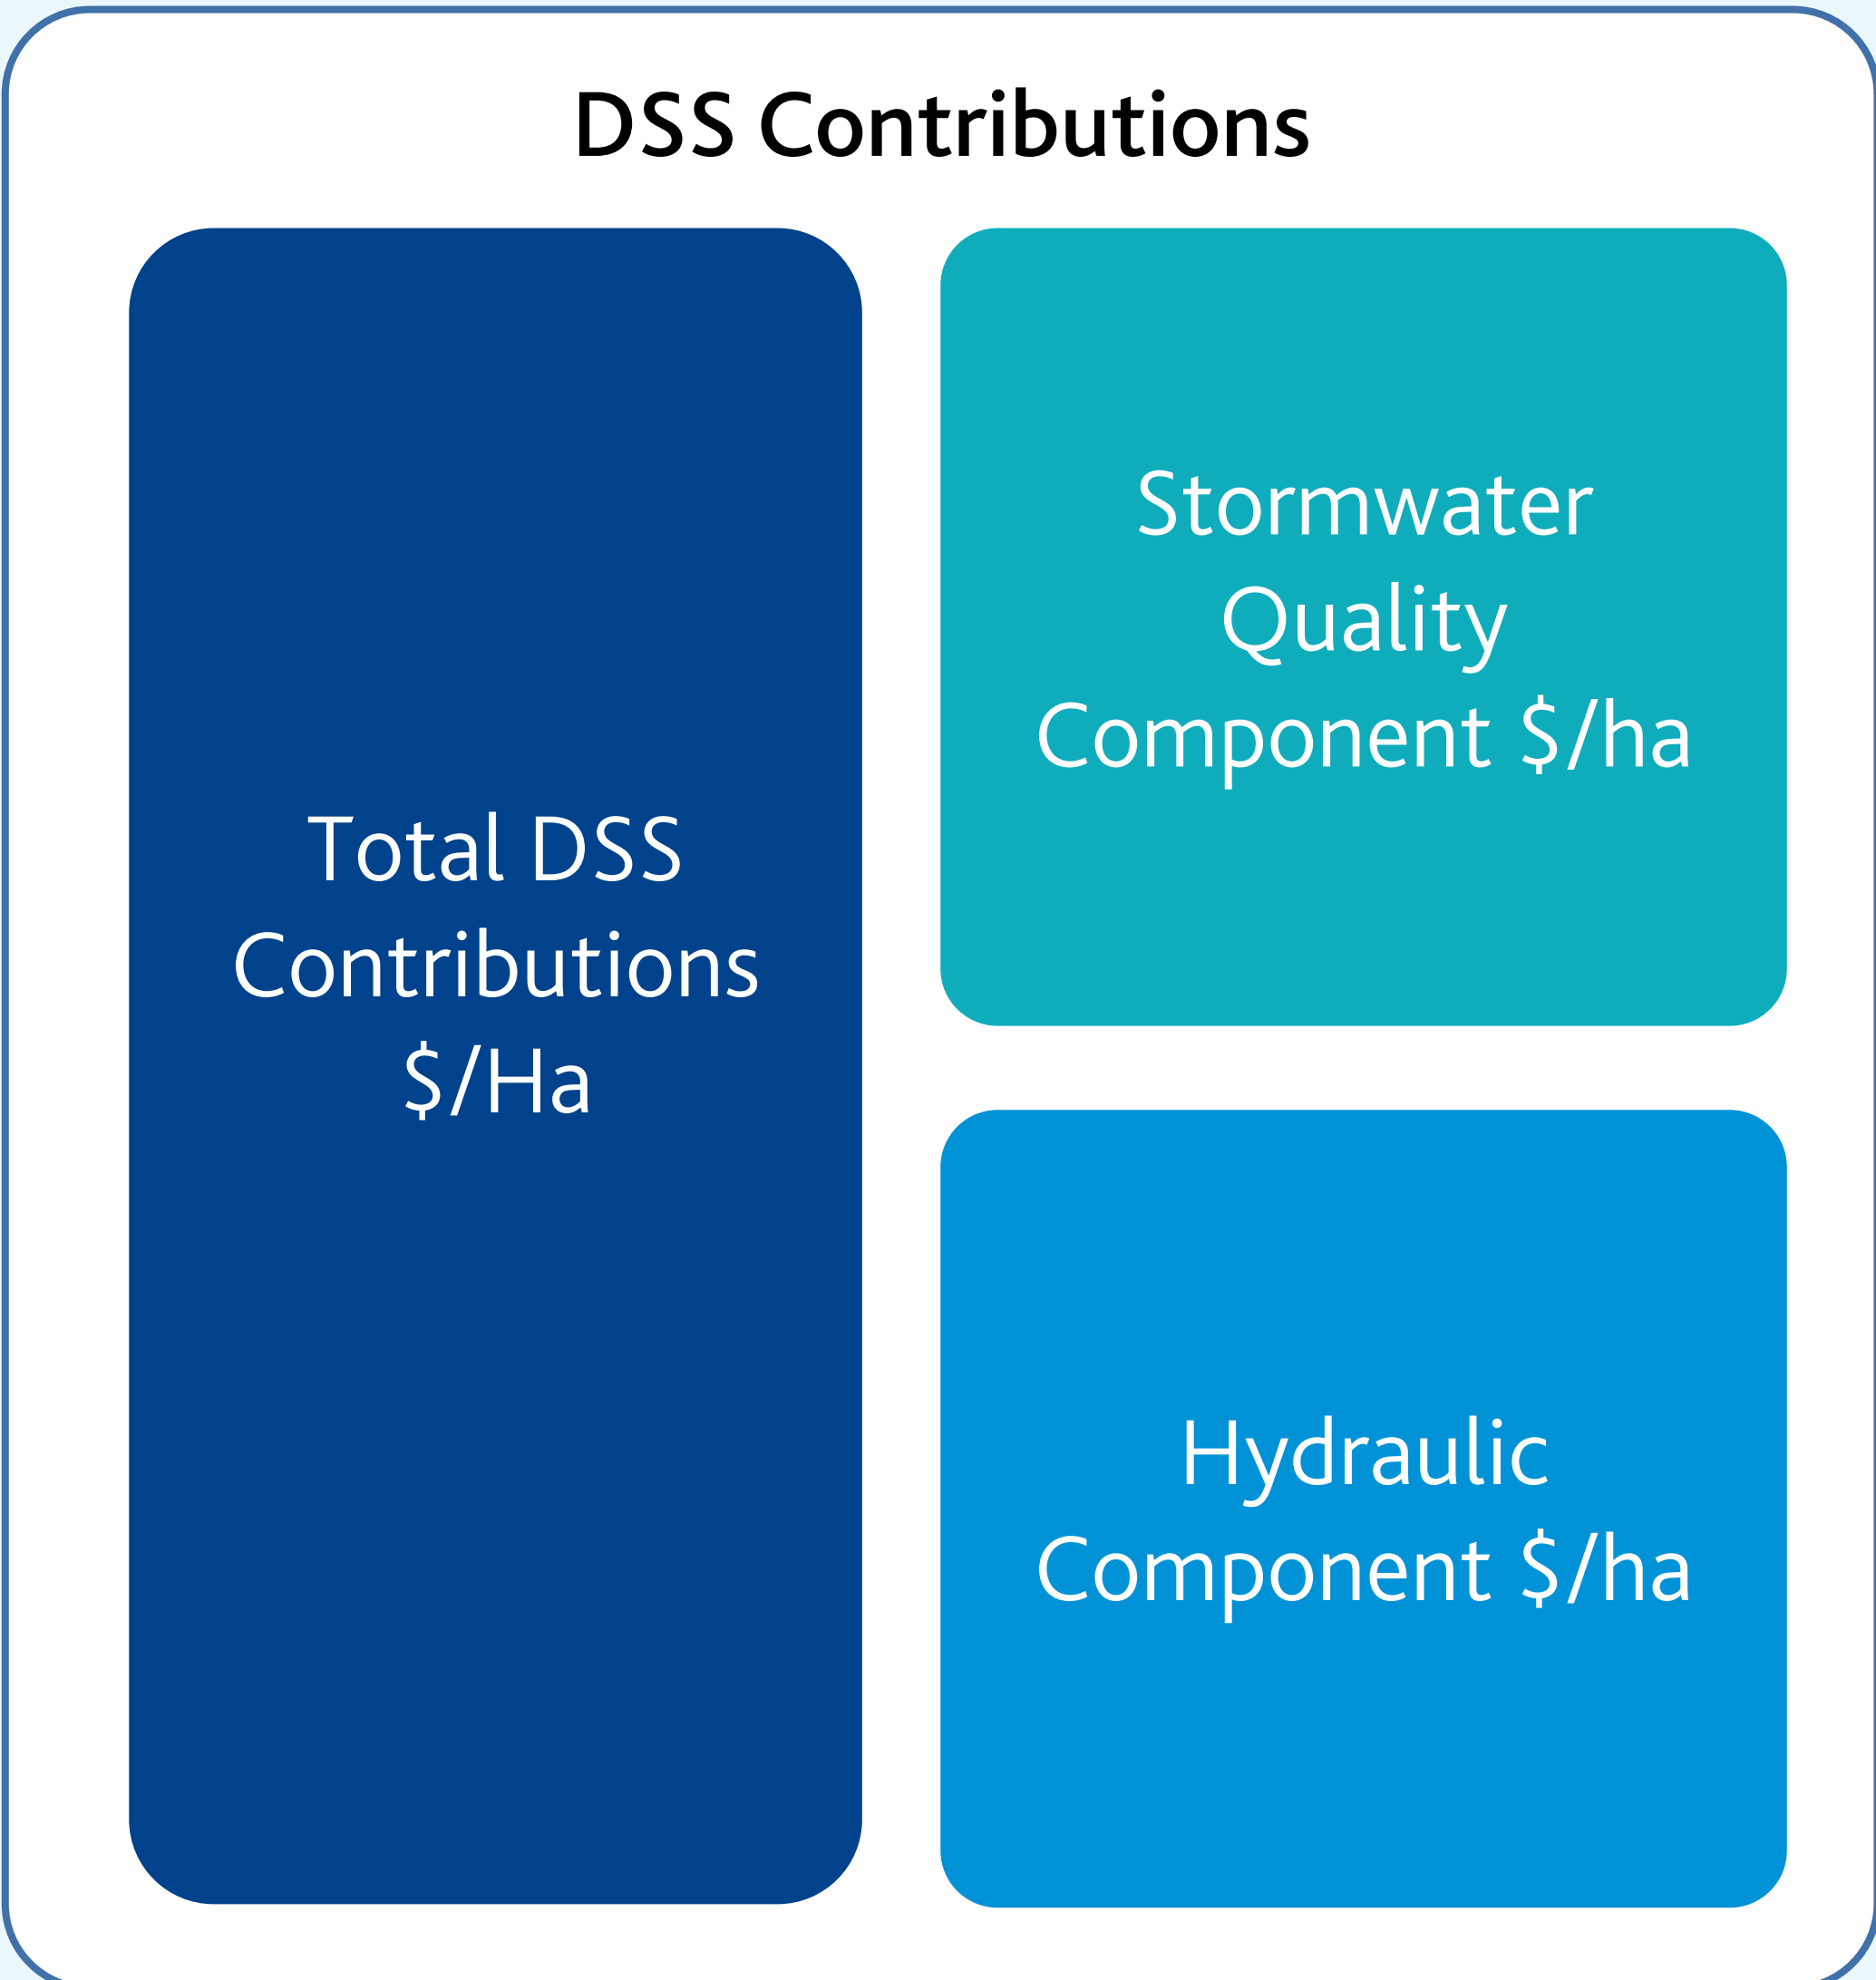 DSS Contributions
Total DSS
Contributions
$/Ha
Stormwater
Quality
Component $/ha
Hydraulic
Component $/ha